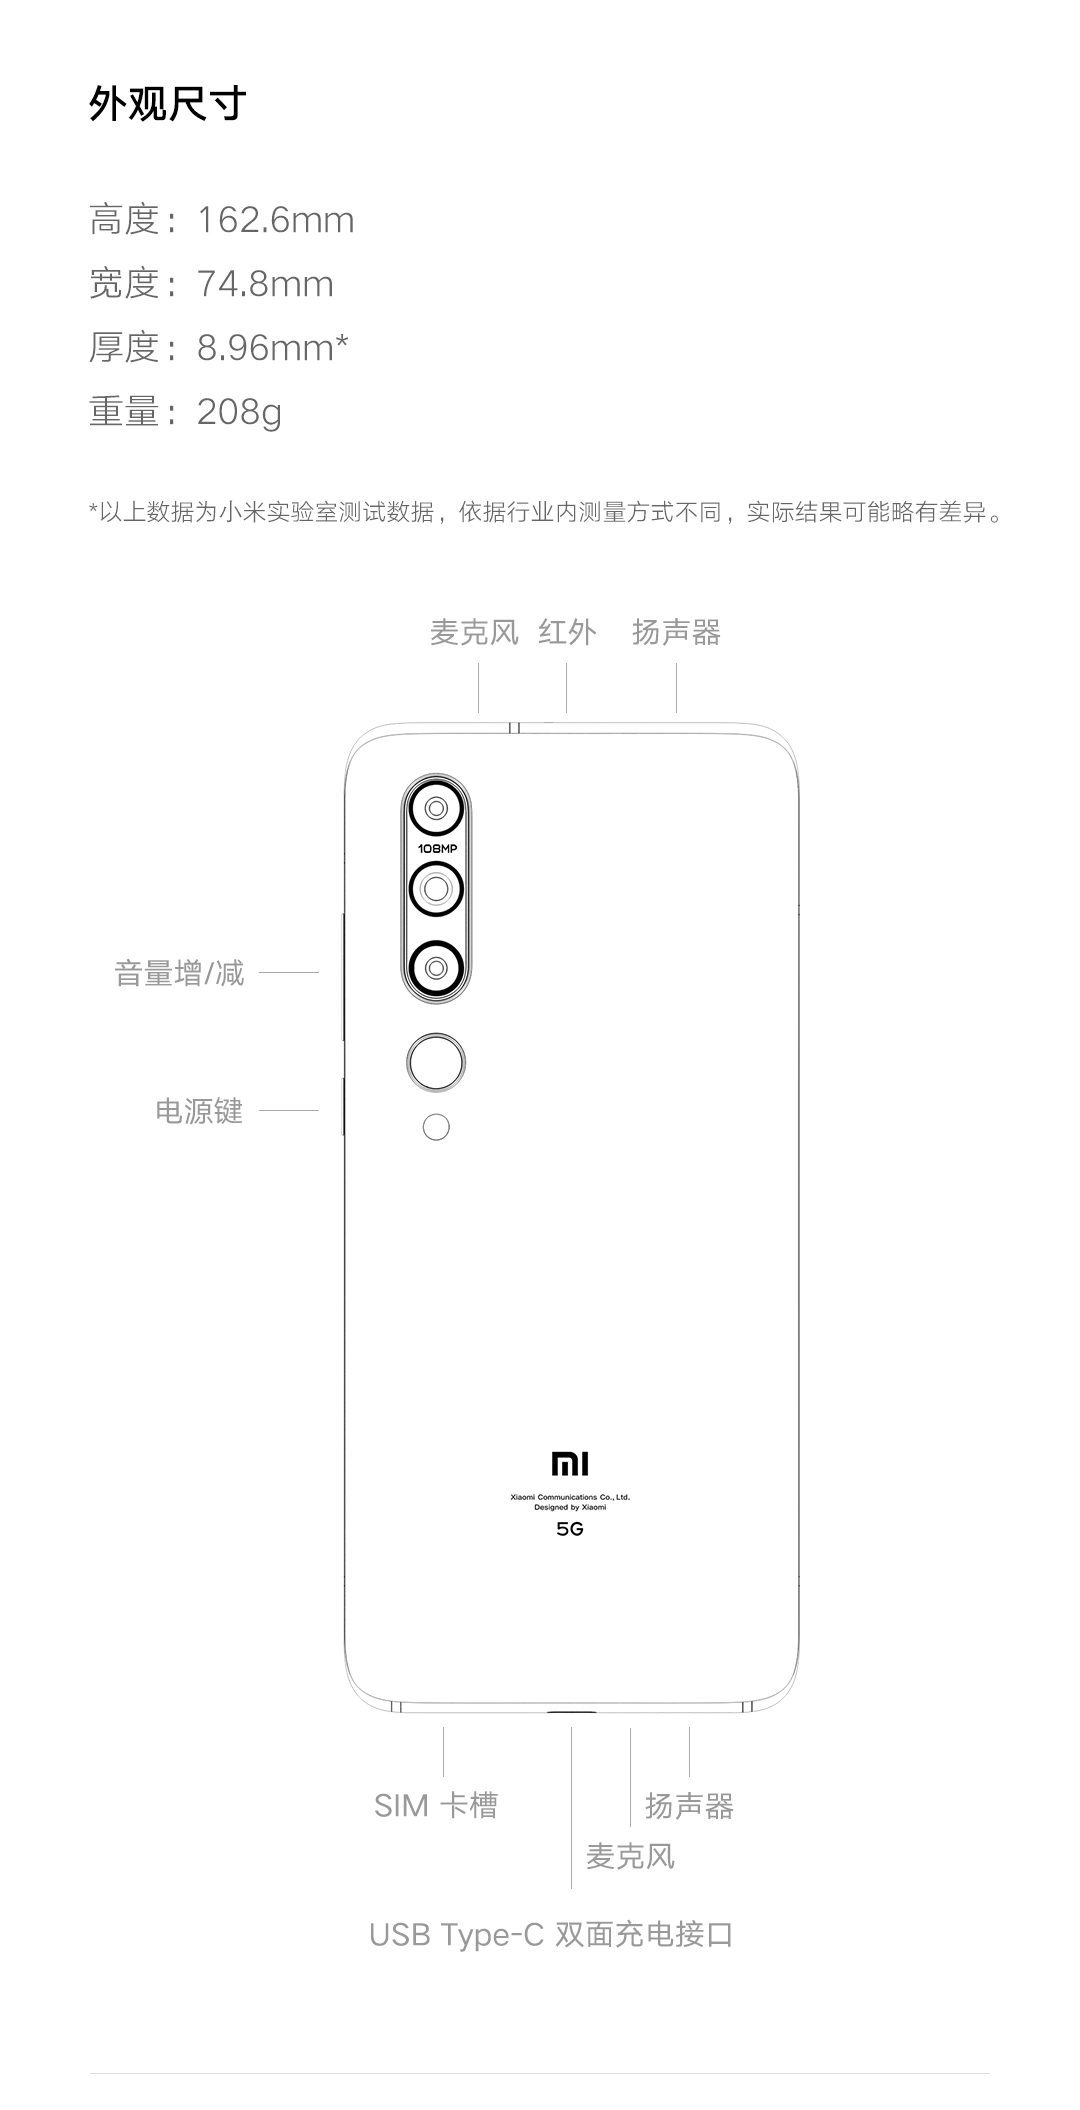 外观尺寸
高度：162.6mm
宽度：74.8mm
厚度：8.96mm*
重量：208g
*以上数据为小米实验室测试数据，依据行业内测量方式不同，实际结果可能略有差异。
麦克风 红外 扬声器
108MP
音量增/减
电源键
MI
Xiaomi Communications Co., Ltd.
Designed by Xiaomi
5G
SIM 卡槽 扬声器
麦克风
USB Type-C 双面充电接口